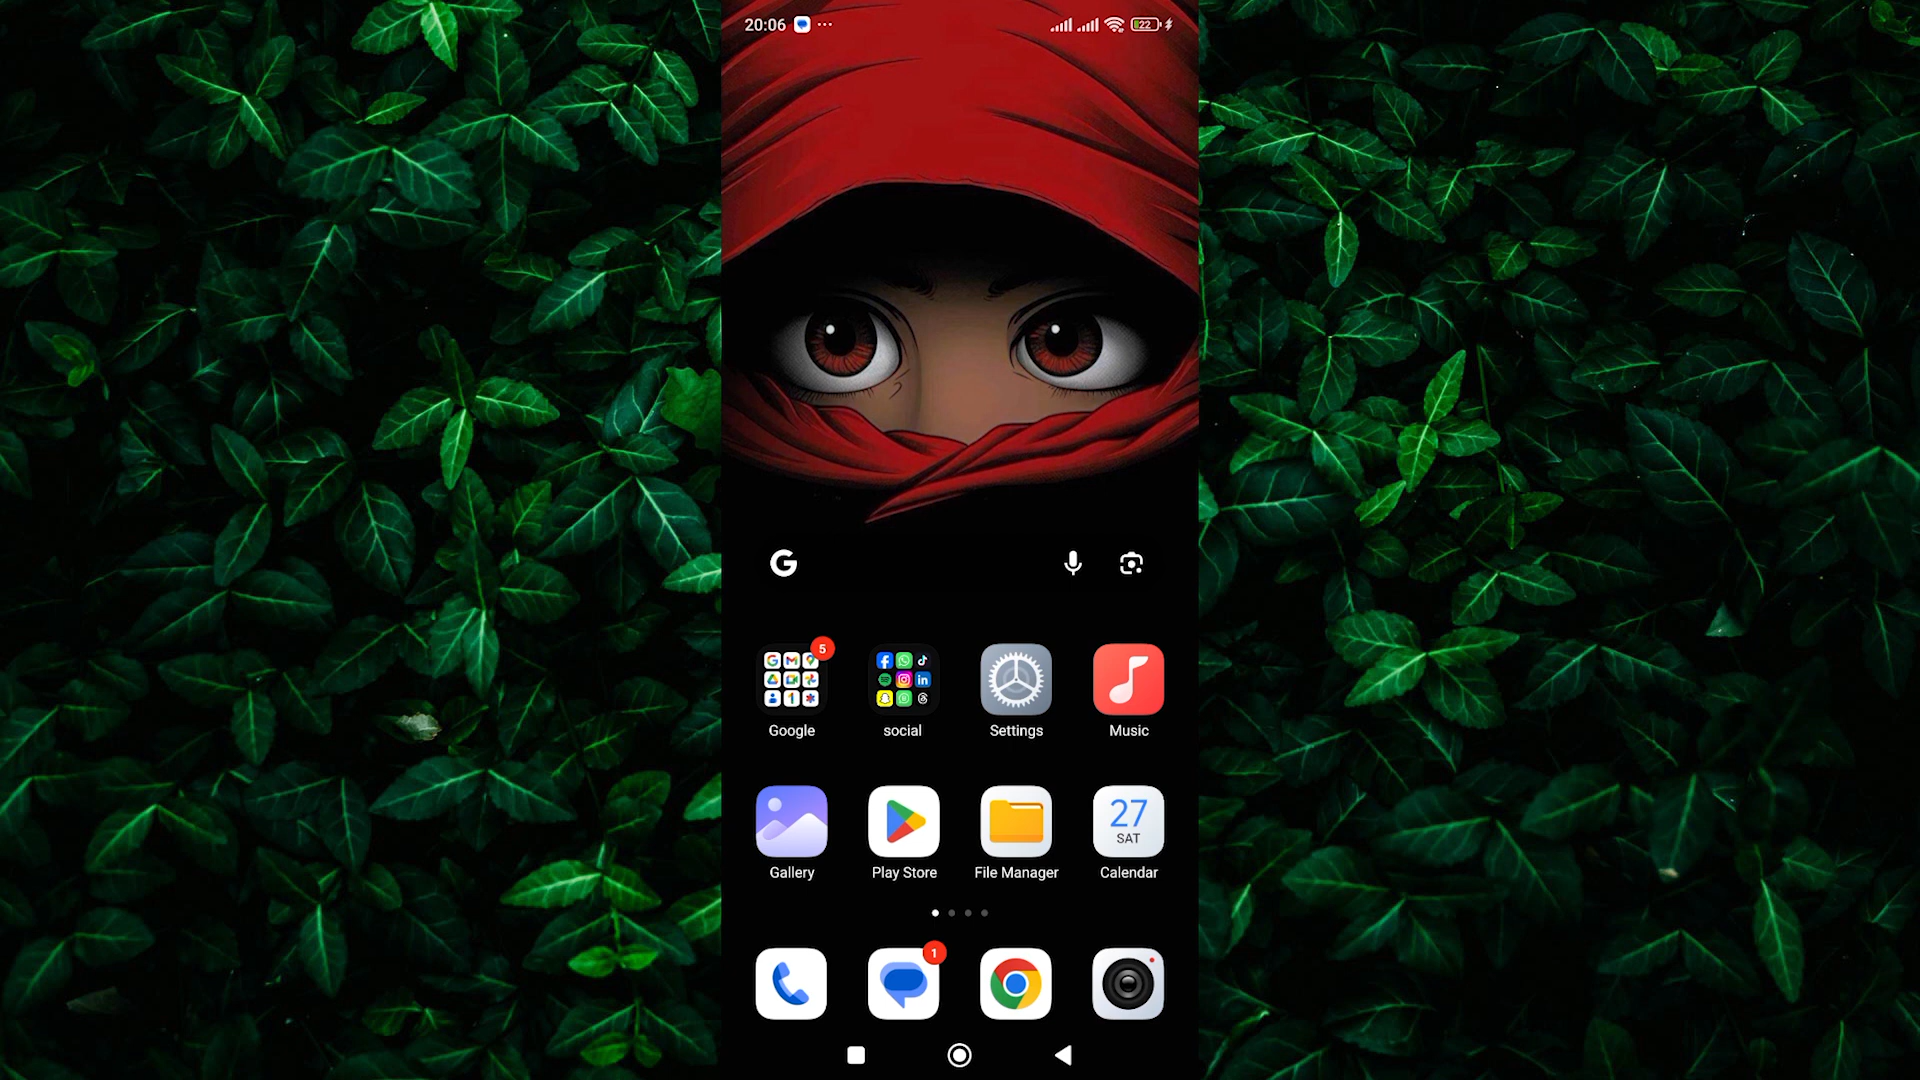 20:06 ... 22
G
5
Google social Settings Music
27
SAT
Gallery Play Store File Manager Calendar
1